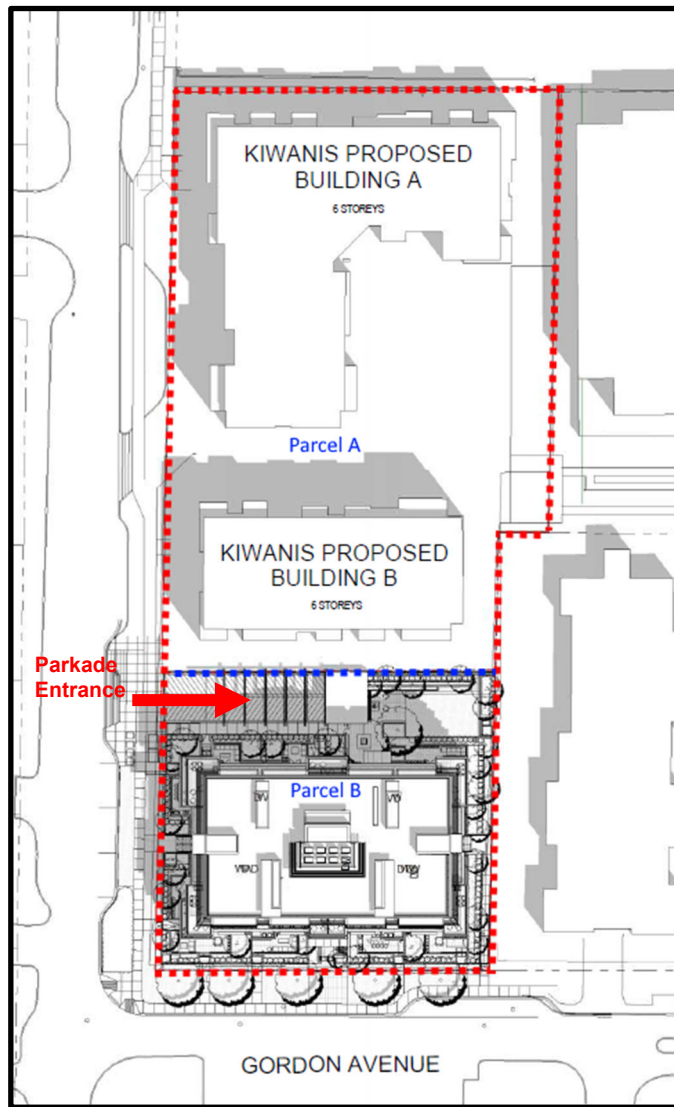 KIWANIS PROPOSED
BUILDING A
6 STOREYS
Parcel A
KIWANIS PROPOSED
BUILDING B
6 STOREYS
Parkade
Entrance
Parcel B
GORDON AVENUE